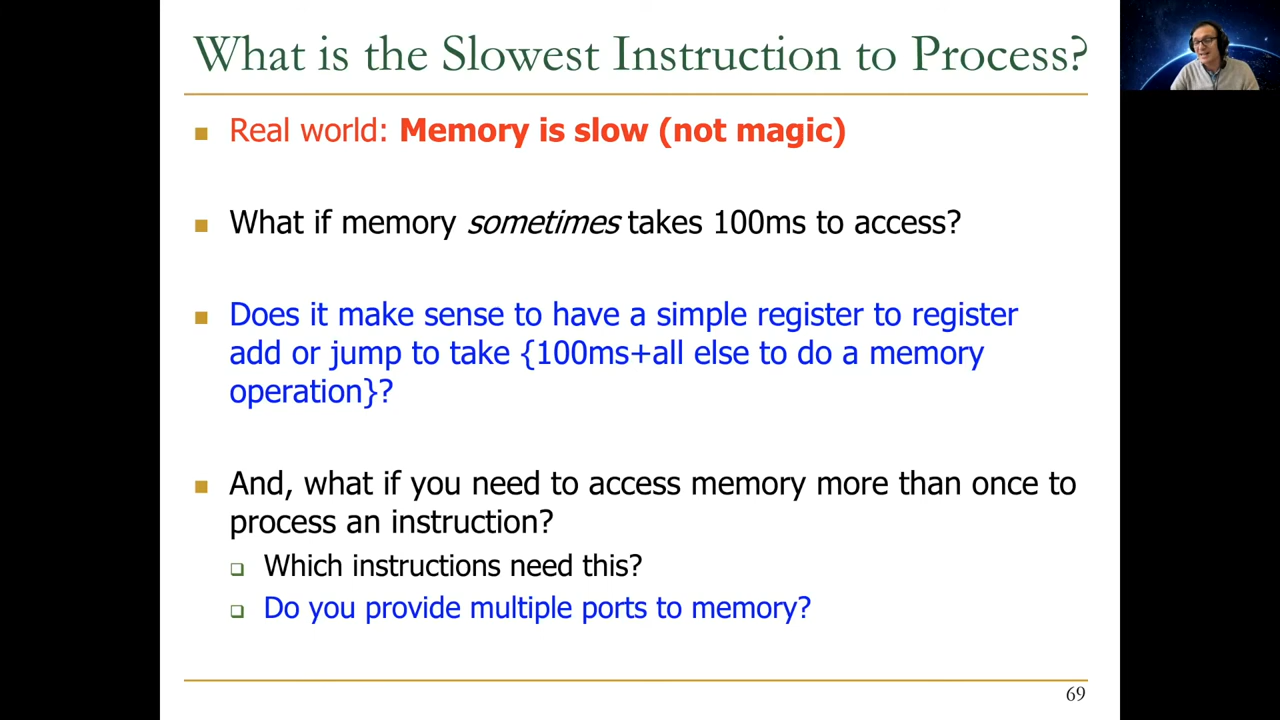 What is the Slowest Instruction to Process?
Real world: Memory is slow (not magic)
What if memory sometimes takes 100ms to access?
Does it make sense to have a simple register to register
add or jump to take {100ms+all else to do a memory
operation}?
And, what if you need to access memory more than once to
process an instruction?
Which instructions need this?
Do you provide multiple ports to memory?
69